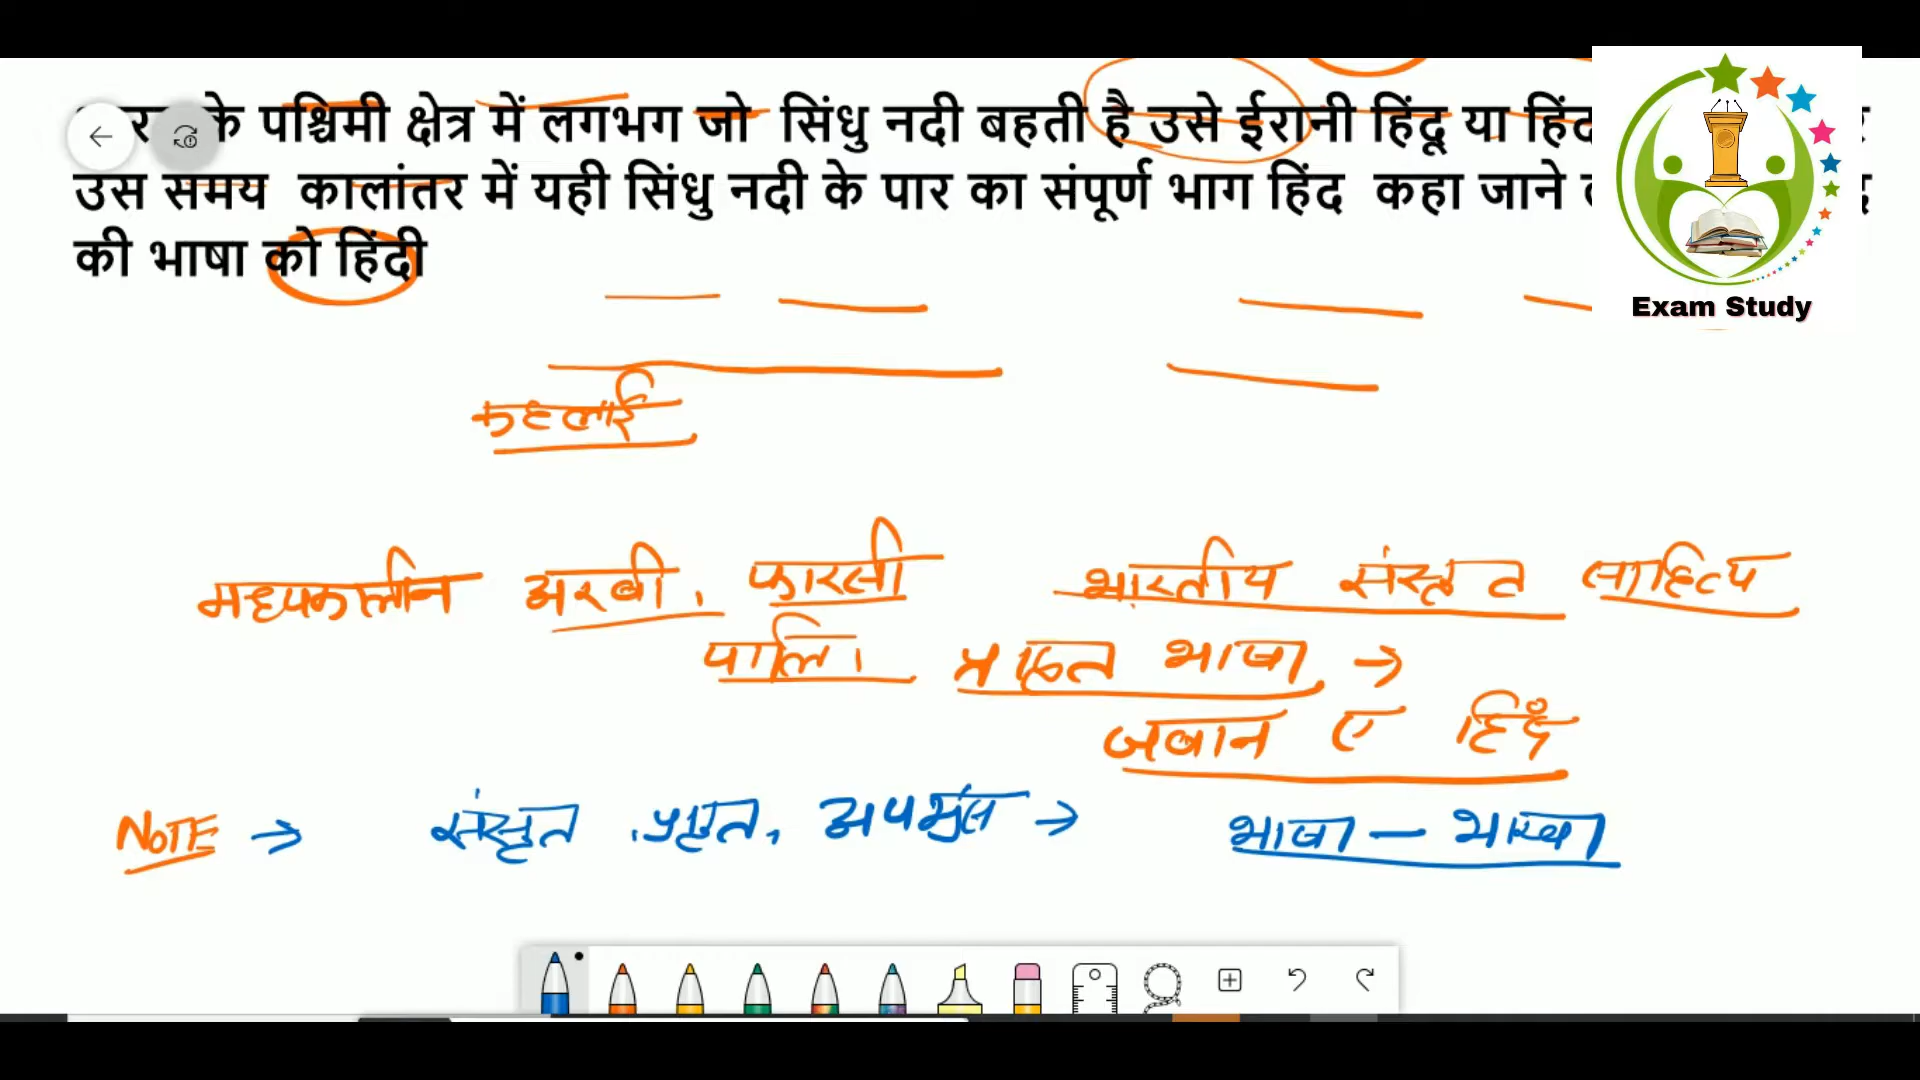 के पश्चिमी क्षेत्र में लगभग जो सिंधु नदी बहती है उसे ईरानी हिंदू या हिंद
उस समय कालांतर में यही सिंधु नदी के पार का संपूर्ण भाग हिंद कहा जाने
की भाषा को हिंदी
Exam Study
कहलाई
मध्यकालीन अरबी, फारसी भारतीय संस्कृत साहित्य
पालि, प्राकृत भाषा →
जबान ए हिंद
NOTE → संस्कृत, प्राकृत, अपभ्रंश → भाषा – भाखा